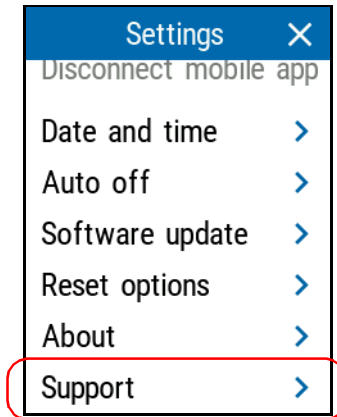 Settings
Disconnect mobile app
Date and time
Auto off
Software update
Reset options
About
Support